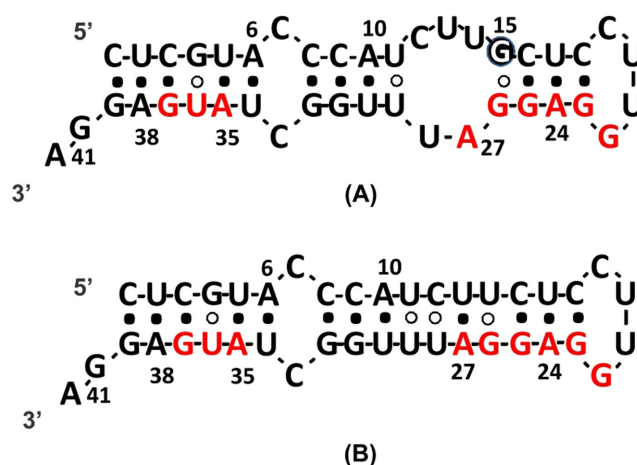 5' 6 C 10 C U U 15 C
C-U-C-G-U-A C-C-A-U G-C-U-C U
G-A-G-U-A-U G-G-U-U G-G-A-G U
G 38 35 C U-A 27 24 G
A 41
3'
(A)
5' 6 C 10 C
C-U-C-G-U-A C-C-A-U-C-U-U-C-U-C U
G-A-G-U-A-U G-G-U-U-U-A-G-G-A-G U
G 38 35 C 27 24 G
A 41
3'
(B)